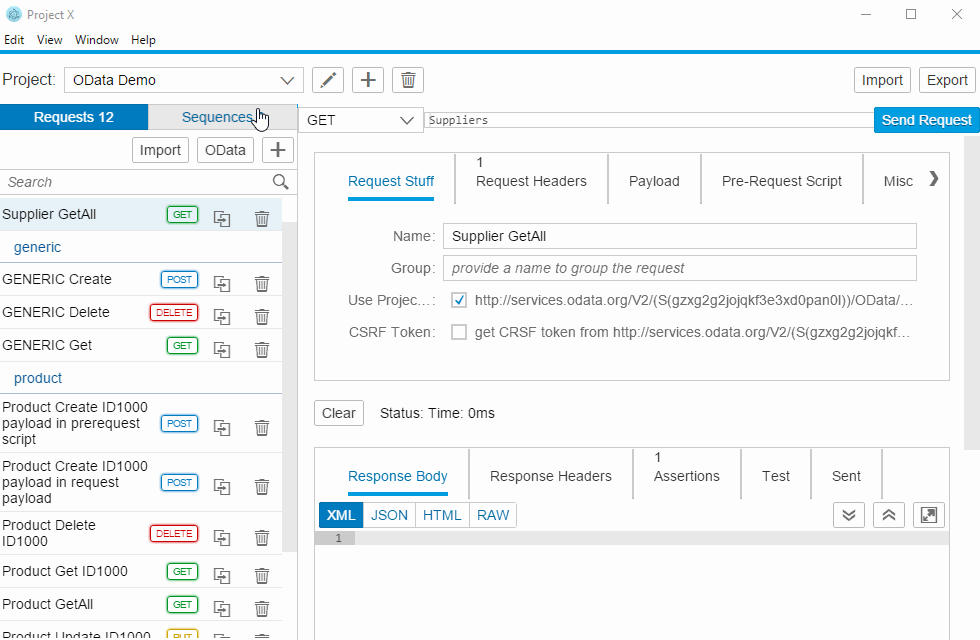 Project X
Edit View Window Help
Project: OData Demo
Import Export
Requests 12 Sequences
GET Suppliers Send Request
Import OData
Search
Supplier GetAll GET
generic
GENERIC Create POST
GENERIC Delete DELETE
GENERIC Get GET
product
Product Create ID1000 payload in prerequest script POST
Product Create ID1000 payload in request payload POST
Product Delete ID1000 DELETE
Product Get ID1000 GET
Product GetAll GET
Product Update ID1000 PUT
Request Stuff
1
Request Headers
Payload
Pre-Request Script
Misc
Name: Supplier GetAll
Group: provide a name to group the request
Use Projec...: http://services.odata.org/V2/(S(gzxg2g2jojqkf3e3xd0pan0l))/OData/...
CSRF Token: get CRSF token from http://services.odata.org/V2/(S(gzxg2g2jojqkf...
Clear Status: Time: 0ms
Response Body
Response Headers
1
Assertions
Test
Sent
XML JSON HTML RAW
1